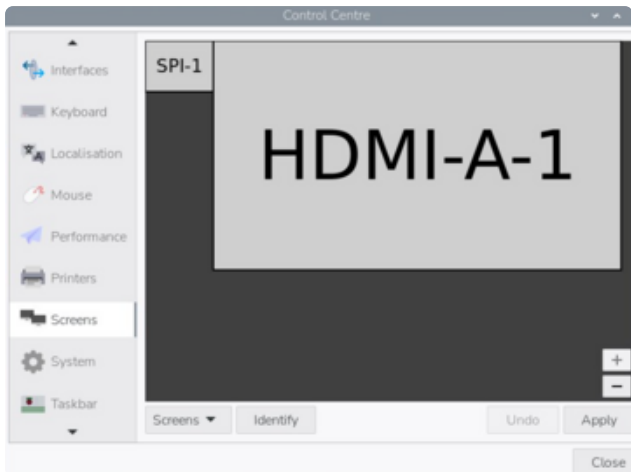 Control Centre
Interfaces
Keyboard
Localisation
Mouse
Performance
Printers
Screens
System
Taskbar
SPI-1
HDMI-A-1
+
−
Screens
Identify
Undo
Apply
Close